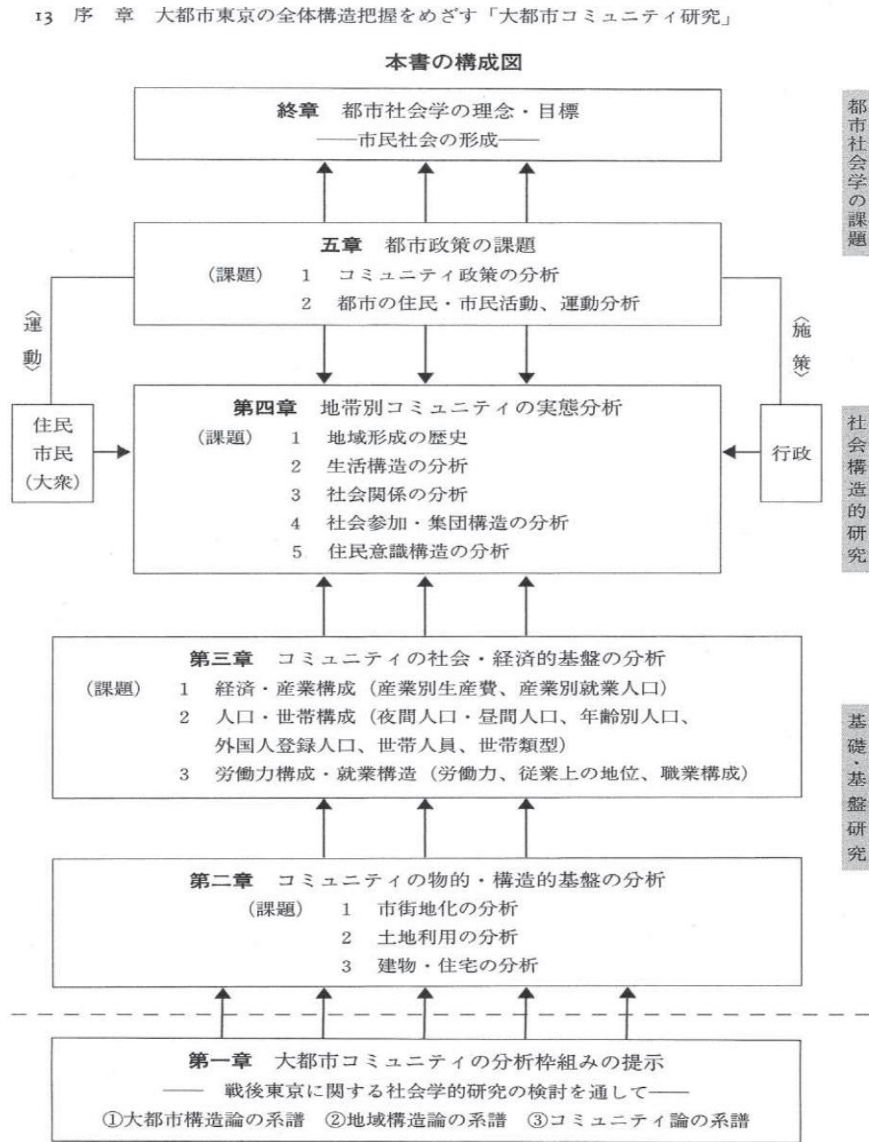 13 序 章 大都市東京の全体構造把握をめざす「大都市コミュニティ研究」
本書の構成図
終章 都市社会学の理念・目標
──市民社会の形成──
都市社会学の課題
五章 都市政策の課題
(課題) 1 コミュニティ政策の分析
2 都市の住民・市民活動、運動分析
〈運動〉
〈施策〉
第四章 地帯別コミュニティの実態分析
(課題) 1 地域形成の歴史
2 生活構造の分析
3 社会関係の分析
4 社会参加・集団構造の分析
5 住民意識構造の分析
住民
市民
(大衆)
行政
社会構造的研究
第三章 コミュニティの社会・経済的基盤の分析
(課題) 1 経済・産業構成(産業別生産費、産業別就業人口)
2 人口・世帯構成(夜間人口・昼間人口、年齢別人口、
外国人登録人口、世帯人員、世帯類型)
3 労働力構成・就業構造(労働力、従業上の地位、職業構成)
基礎・基盤研究
第二章 コミュニティの物的・構造的基盤の分析
(課題) 1 市街地化の分析
2 土地利用の分析
3 建物・住宅の分析
第一章 大都市コミュニティの分析枠組みの提示
── 戦後東京に関する社会学的研究の検討を通して──
①大都市構造論の系譜 ②地域構造論の系譜 ③コミュニティ論の系譜